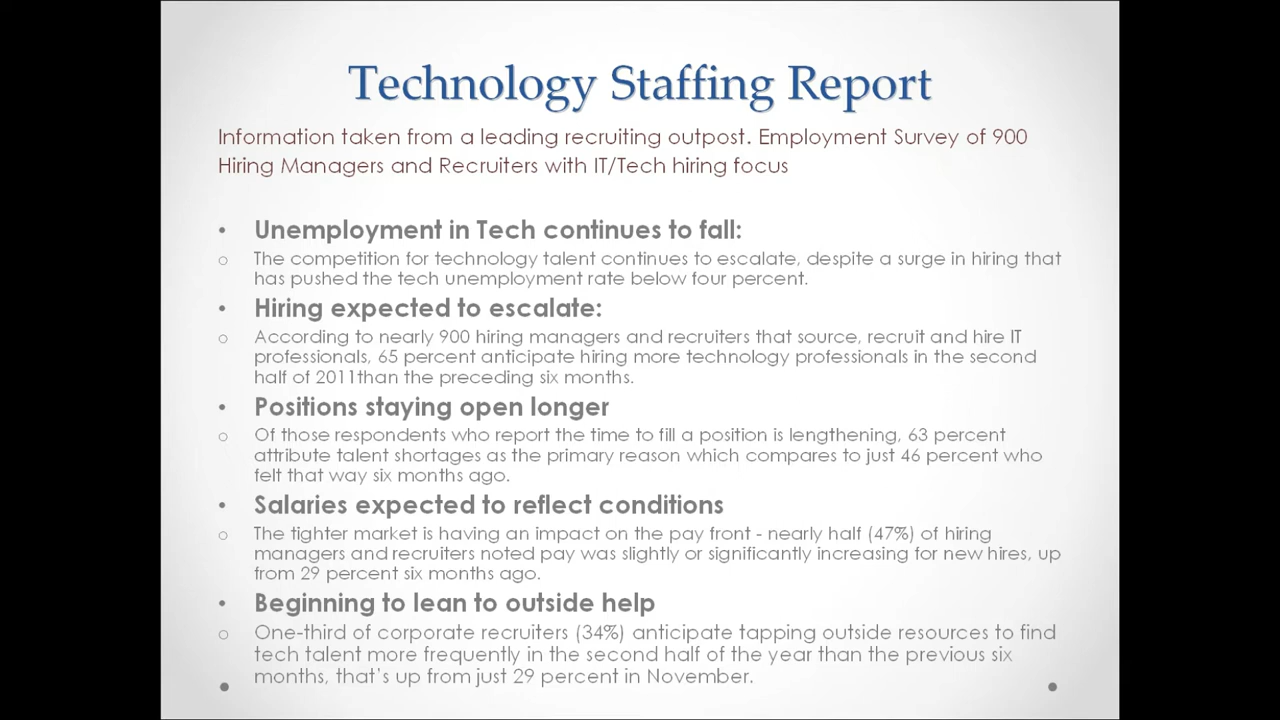 Technology Staffing Report
Information taken from a leading recruiting outpost. Employment Survey of 900
Hiring Managers and Recruiters with IT/Tech hiring focus
• Unemployment in Tech continues to fall:
o The competition for technology talent continues to escalate, despite a surge in hiring that
has pushed the tech unemployment rate below four percent.
• Hiring expected to escalate:
o According to nearly 900 hiring managers and recruiters that source, recruit and hire IT
professionals, 65 percent anticipate hiring more technology professionals in the second
half of 2011than the preceding six months.
• Positions staying open longer
o Of those respondents who report the time to fill a position is lengthening, 63 percent
attribute talent shortages as the primary reason which compares to just 46 percent who
felt that way six months ago.
• Salaries expected to reflect conditions
o The tighter market is having an impact on the pay front - nearly half (47%) of hiring
managers and recruiters noted pay was slightly or significantly increasing for new hires, up
from 29 percent six months ago.
• Beginning to lean to outside help
o One-third of corporate recruiters (34%) anticipate tapping outside resources to find
tech talent more frequently in the second half of the year than the previous six
months, that's up from just 29 percent in November.